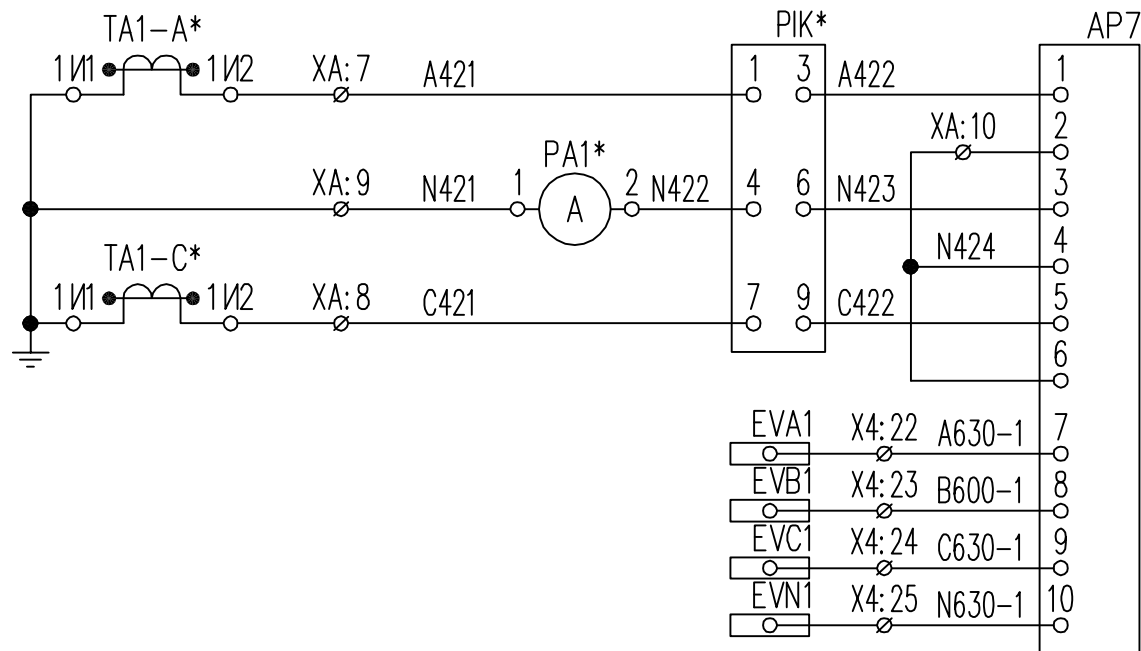 TA1-A* PIK* AP7
1И1 1И2 XA:7 A421 1 3 A422 1
XA:10 2
PA1*
XA:9 N421 1 A 2 N422 4 6 N423 3
TA1-C* N424 4
1И1 1И2 XA:8 C421 7 9 C422 5
6
EVA1 X4:22 A630-1 7
EVB1 X4:23 B600-1 8
EVC1 X4:24 C630-1 9
EVN1 X4:25 N630-1 10